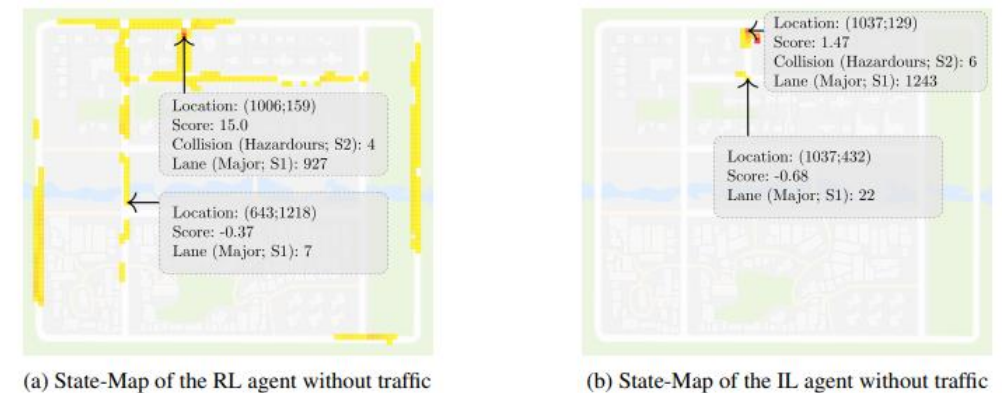 Location: (1006;159)
Score: 15.0
Collision (Hazardours; S2): 4
Lane (Major; S1): 927
Location: (643;1218)
Score: -0.37
Lane (Major; S1): 7
(a) State-Map of the RL agent without traffic
Location: (1037;129)
Score: 1.47
Collision (Hazardours; S2): 6
Lane (Major; S1): 1243
Location: (1037;432)
Score: -0.68
Lane (Major; S1): 22
(b) State-Map of the IL agent without traffic